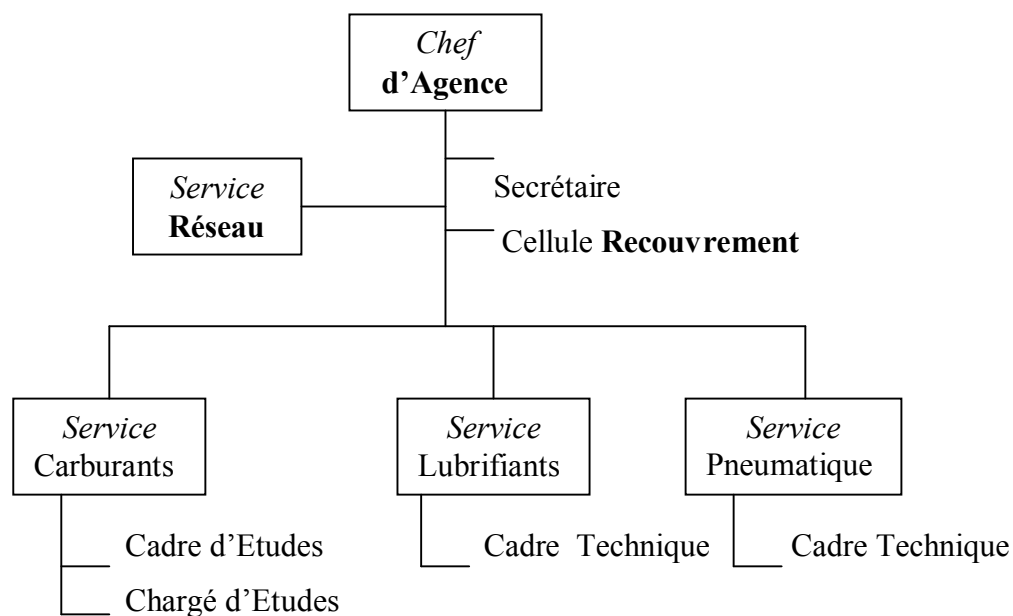 Chef
d’Agence
Secrétaire
Service
Réseau
Cellule Recouvrement
Service
Carburants
Service
Lubrifiants
Service
Pneumatique
Cadre d’Etudes
Chargé d’Etudes
Cadre Technique
Cadre Technique